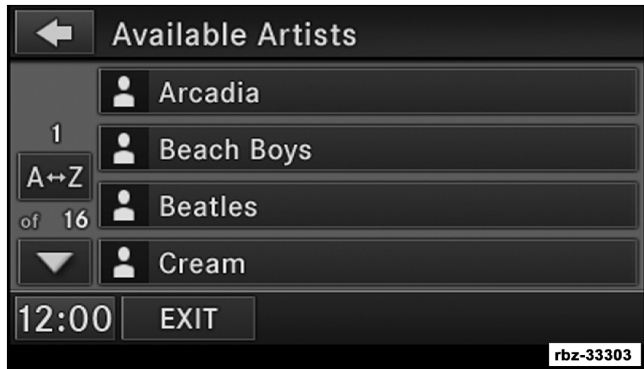 Available Artists
Arcadia
1
Beach Boys
A↔Z
of 16
Beatles
Cream
12:00
EXIT
rbz-33303